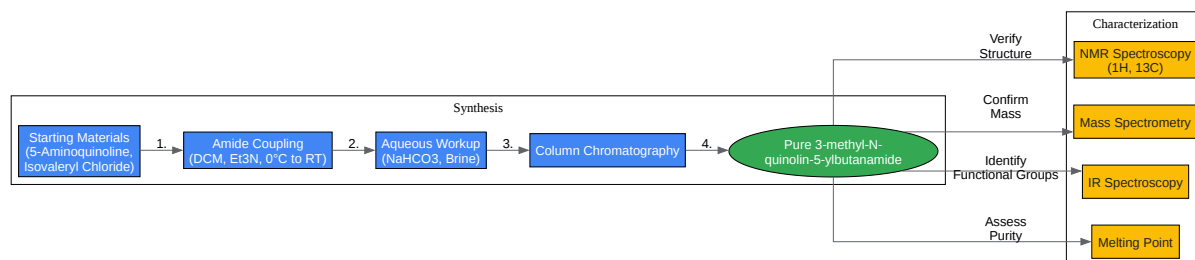 Characterization
Verify
Structure
NMR Spectroscopy
(1H, 13C)
Synthesis
Confirm
Mass
Mass Spectrometry
Starting Materials
(5-Aminoquinoline,
Isovaleryl Chloride)
1.
Amide Coupling
(DCM, Et3N, 0°C to RT)
2.
Aqueous Workup
(NaHCO3, Brine)
3.
Column Chromatography
4.
Pure 3-methyl-N-
quinolin-5-ylbutanamide
Identify
Functional Groups
IR Spectroscopy
Assess
Purity
Melting Point